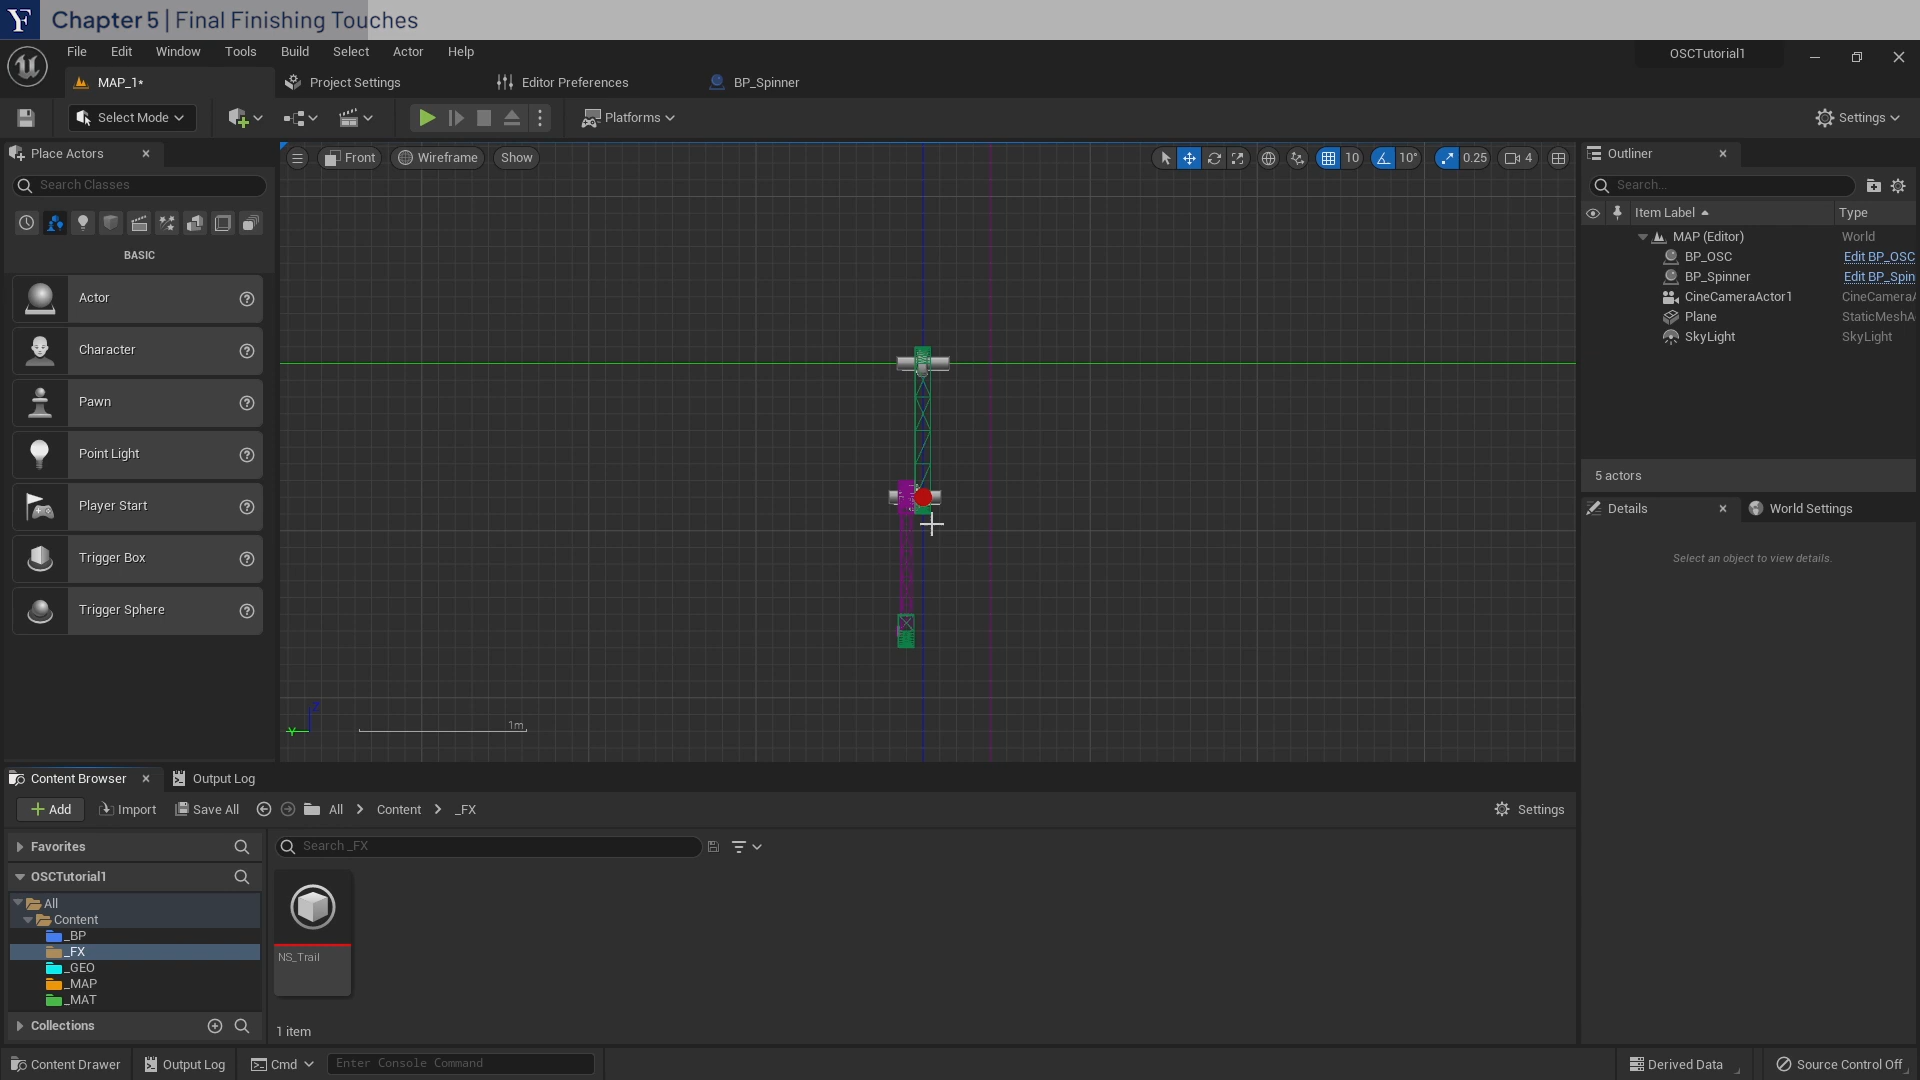 Y Chapter 5 | Final Finishing Touches
File Edit Window Tools Build Select Actor Help
OSCTutorial1
MAP_1*
Project Settings
Editor Preferences
BP_Spinner
Select Mode
Platforms
Settings
Place Actors
Search Classes
BASIC
Actor
Character
Pawn
Point Light
Player Start
Trigger Box
Trigger Sphere
Front
Wireframe
Show
10
10°
0.25
4
Z
Y
1m
Outliner
Search...
Item Label
Type
MAP (Editor)
World
BP_OSC
Edit BP_OSC
BP_Spinner
Edit BP_Spin
CineCameraActor1
CineCameraA
Plane
StaticMeshA
SkyLight
SkyLight
5 actors
Details
World Settings
Select an object to view details.
Content Browser
Output Log
Add
Import
Save All
All
Content
_FX
Settings
Favorites
OSCTutorial1
All
Content
_BP
_FX
_GEO
_MAP
_MAT
Collections
Search _FX
NS_Trail
1 item
Content Drawer
Output Log
Cmd
Enter Console Command
Derived Data
Source Control Off